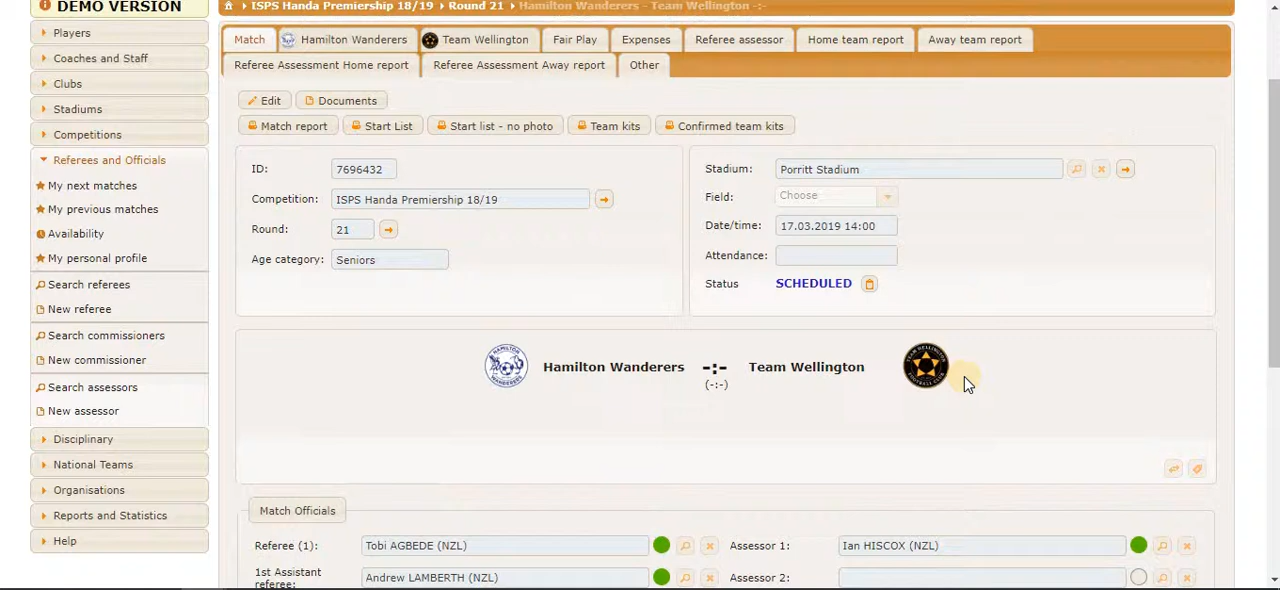 DEMO VERSION
ISPS Handa Premiership 18/19 Round 21 Hamilton Wanderers - Team Wellington -:-
Players
Coaches and Staff
Clubs
Stadiums
Competitions
Referees and Officials
My next matches
My previous matches
Availability
My personal profile
Search referees
New referee
Search commissioners
New commissioner
Search assessors
New assessor
Disciplinary
National Teams
Organisations
Reports and Statistics
Help
Match Hamilton Wanderers Team Wellington Fair Play Expenses Referee assessor Home team report Away team report
Referee Assessment Home report Referee Assessment Away report Other
Edit Documents
Match report Start List Start list - no photo Team kits Confirmed team kits
ID: 7696432
Competition: ISPS Handa Premiership 18/19
Round: 21
Age category: Seniors
Stadium: Porritt Stadium
Field: Choose
Date/time: 17.03.2019 14:00
Attendance:
Status SCHEDULED
Hamilton Wanderers -:- Team Wellington
(-:-)
Match Officials
Referee (1): Tobi AGBEDE (NZL) Assessor 1: Ian HISCOX (NZL)
1st Assistant referee: Andrew LAMBERTH (NZL) Assessor 2: